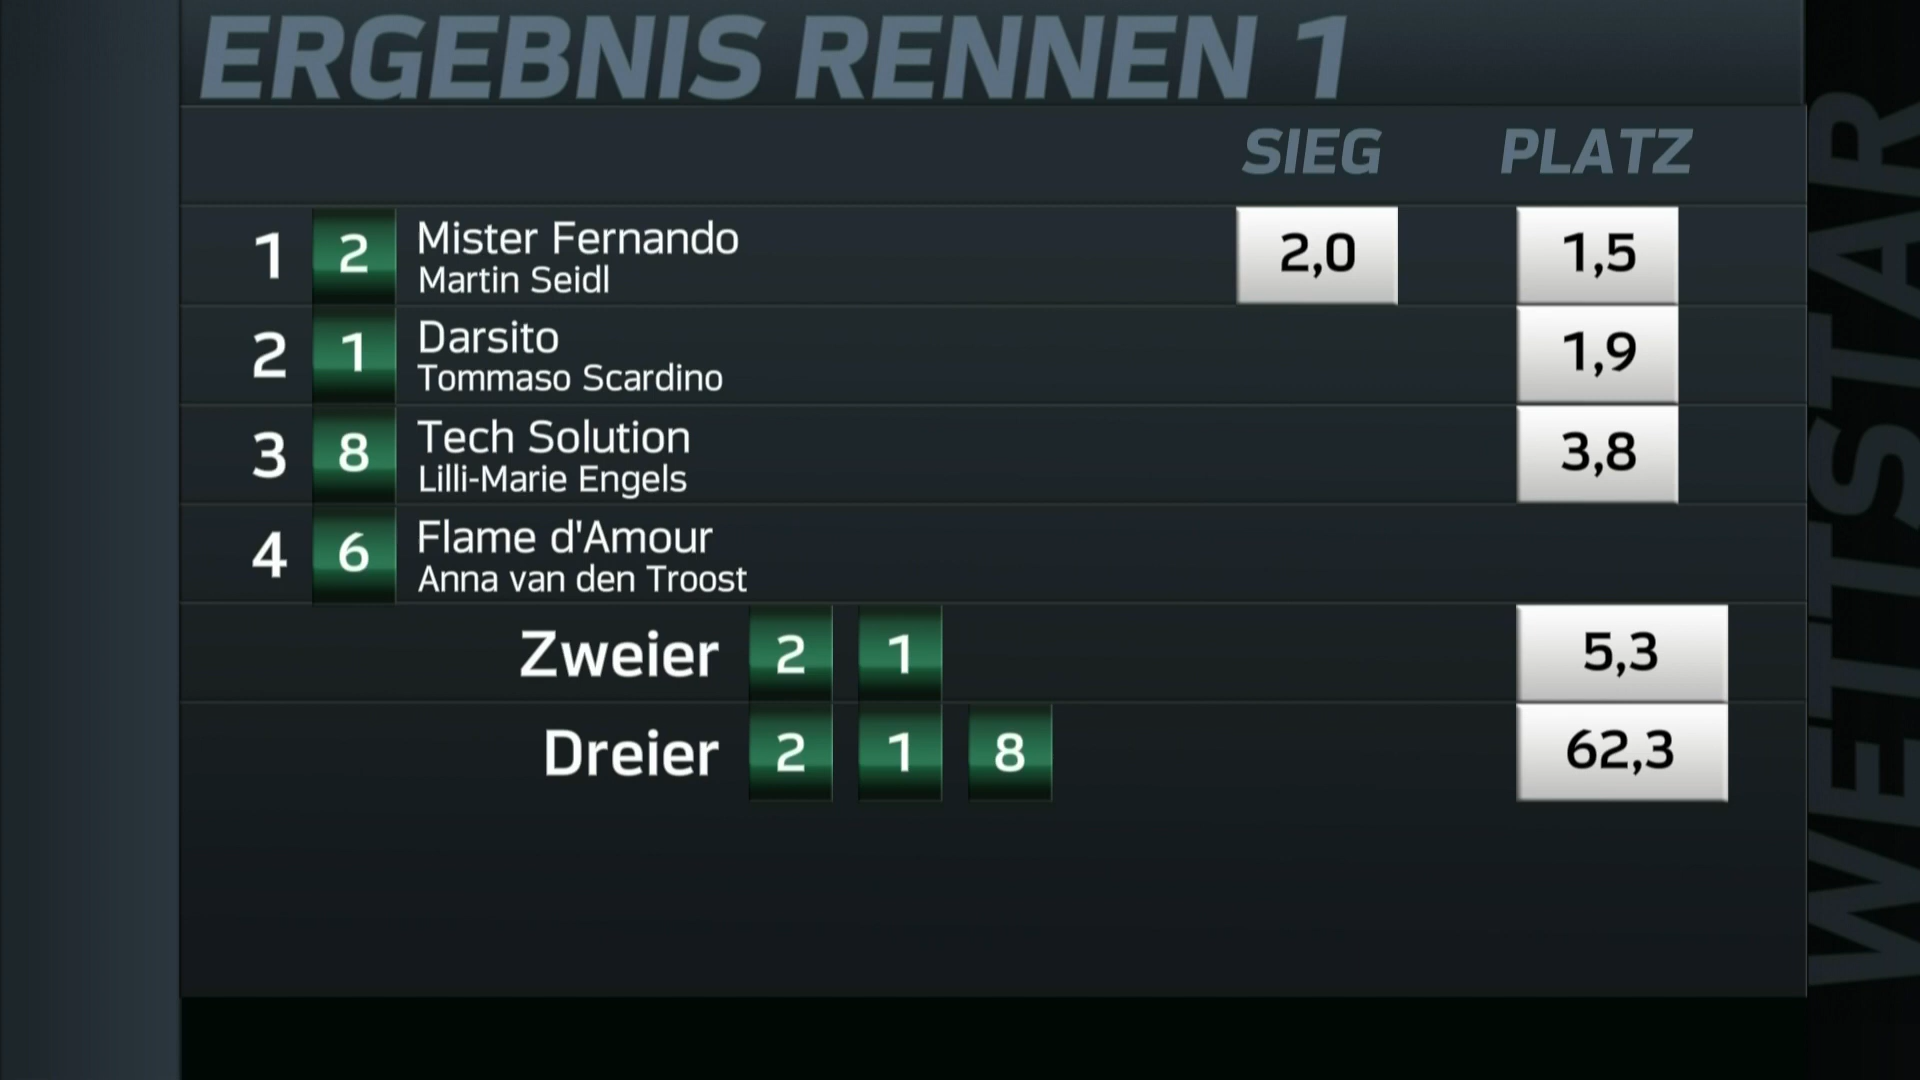 ERGEBNIS RENNEN 1
SIEG PLATZ
1 2 Mister Fernando 2,0 1,5
Martin Seidl
2 1 Darsito 1,9
Tommaso Scardino
3 8 Tech Solution 3,8
Lilli-Marie Engels
4 6 Flame d'Amour
Anna van den Troost
Zweier 2 1 5,3
Dreier 2 1 8 62,3
WETTSTAR